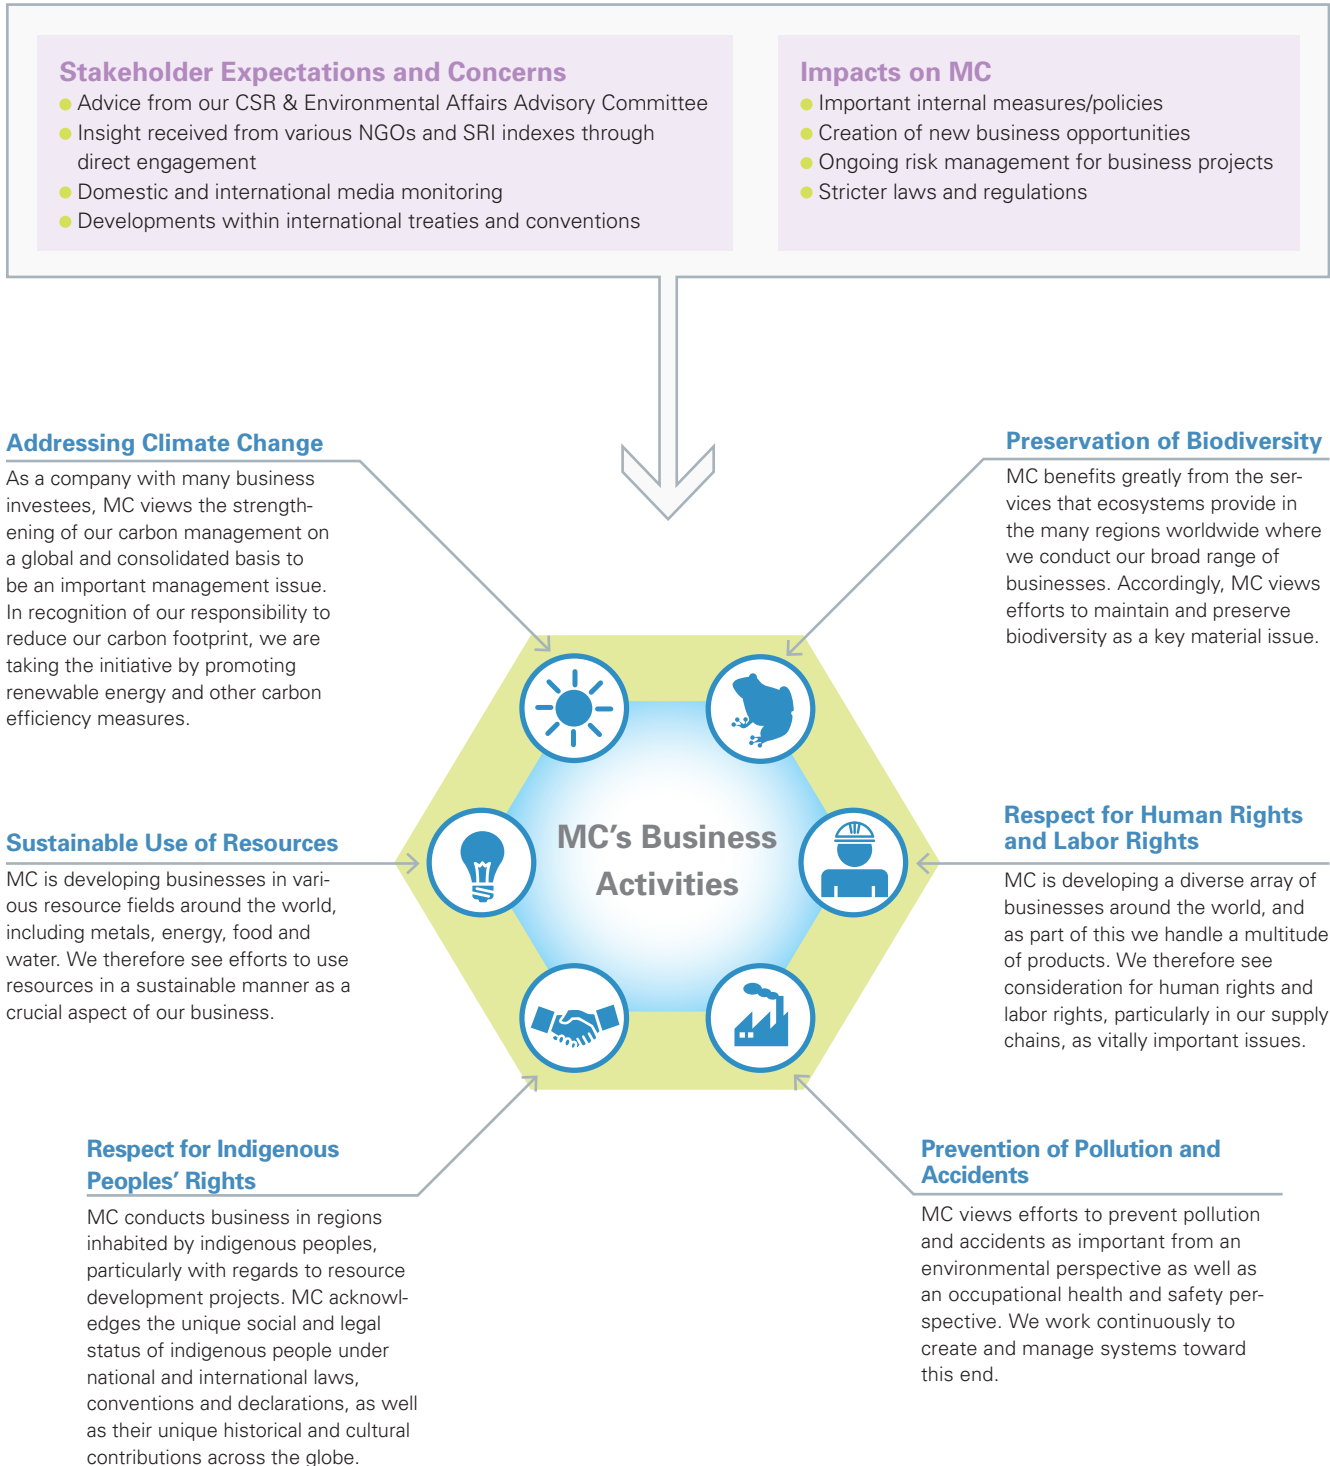 Stakeholder Expectations and Concerns
● Advice from our CSR & Environmental Affairs Advisory Committee
● Insight received from various NGOs and SRI indexes through
direct engagement
● Domestic and international media monitoring
● Developments within international treaties and conventions
Impacts on MC
● Important internal measures/policies
● Creation of new business opportunities
● Ongoing risk management for business projects
● Stricter laws and regulations
Addressing Climate Change
As a company with many business
investees, MC views the strength-
ening of our carbon management on
a global and consolidated basis to
be an important management issue.
In recognition of our responsibility to
reduce our carbon footprint, we are
taking the initiative by promoting
renewable energy and other carbon
efficiency measures.
Preservation of Biodiversity
MC benefits greatly from the ser-
vices that ecosystems provide in
the many regions worldwide where
we conduct our broad range of
businesses. Accordingly, MC views
efforts to maintain and preserve
biodiversity as a key material issue.
MC's Business
Activities
Sustainable Use of Resources
MC is developing businesses in vari-
ous resource fields around the world,
including metals, energy, food and
water. We therefore see efforts to use
resources in a sustainable manner as a
crucial aspect of our business.
Respect for Human Rights
and Labor Rights
MC is developing a diverse array of
businesses around the world, and
as part of this we handle a multitude
of products. We therefore see
consideration for human rights and
labor rights, particularly in our supply
chains, as vitally important issues.
Respect for Indigenous
Peoples' Rights
MC conducts business in regions
inhabited by indigenous peoples,
particularly with regards to resource
development projects. MC acknowl-
edges the unique social and legal
status of indigenous people under
national and international laws,
conventions and declarations, as well
as their unique historical and cultural
contributions across the globe.
Prevention of Pollution and
Accidents
MC views efforts to prevent pollution
and accidents as important from an
environmental perspective as well as
an occupational health and safety per-
spective. We work continuously to
create and manage systems toward
this end.